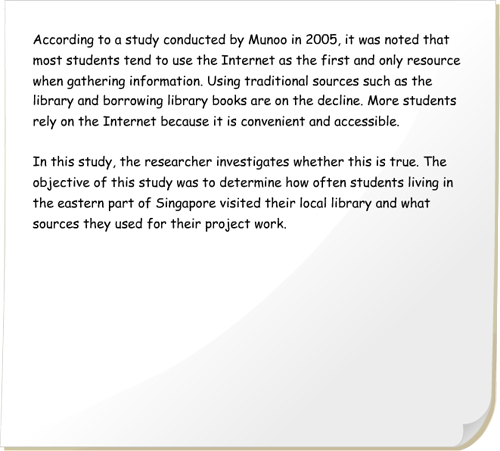 According to a study conducted by Munoo in 2005, it was noted that
most students tend to use the Internet as the first and only resource
when gathering information. Using traditional sources such as the
library and borrowing library books are on the decline. More students
rely on the Internet because it is convenient and accessible.
In this study, the researcher investigates whether this is true. The
objective of this study was to determine how often students living in
the eastern part of Singapore visited their local library and what
sources they used for their project work.